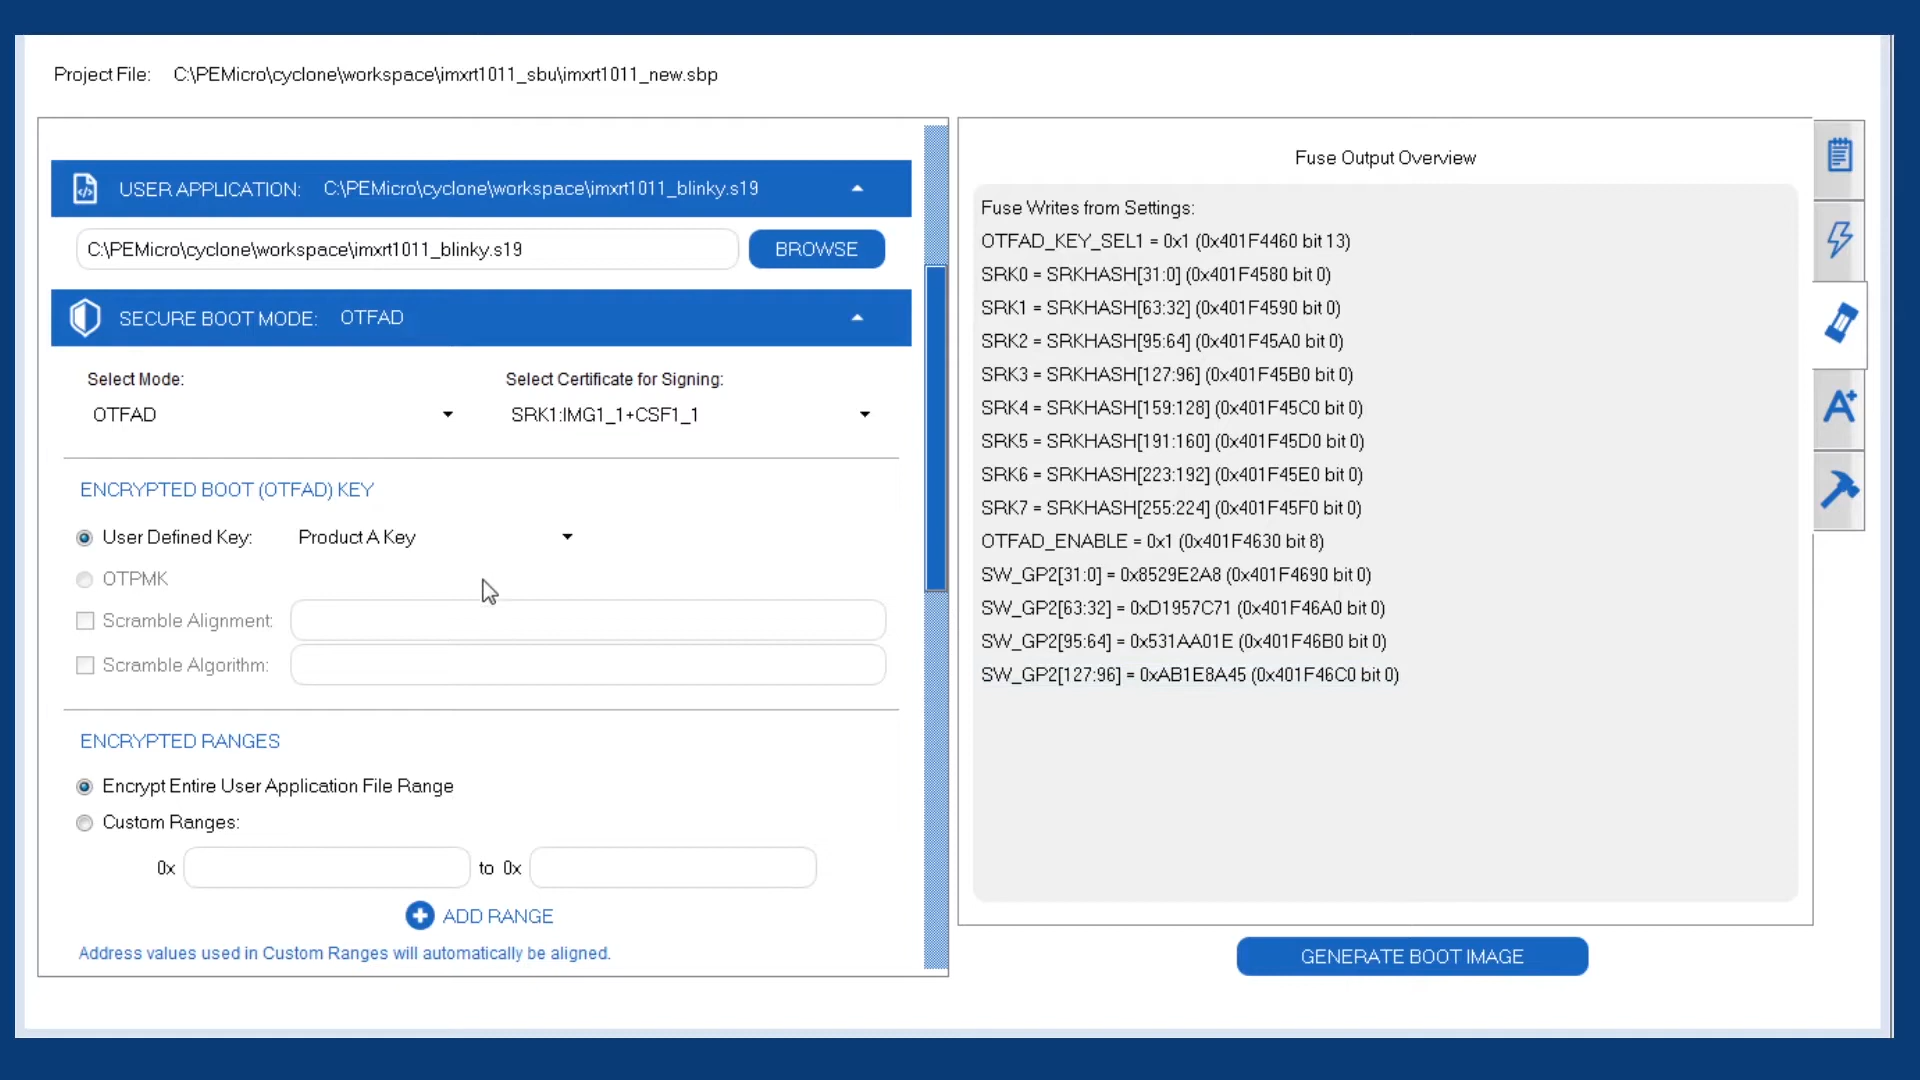 Project File: C:\PEMicro\cyclone\workspace\imxrt1011_sbu\imxrt1011_new.sbp
USER APPLICATION: C:\PEMicro\cyclone\workspace\imxrt1011_blinky.s19
C:\PEMicro\cyclone\workspace\imxrt1011_blinky.s19 BROWSE
SECURE BOOT MODE: OTFAD
Select Mode: Select Certificate for Signing:
OTFAD SRK1:IMG1_1+CSF1_1
ENCRYPTED BOOT (OTFAD) KEY
User Defined Key: Product A Key
OTPMK
Scramble Alignment:
Scramble Algorithm:
ENCRYPTED RANGES
Encrypt Entire User Application File Range
Custom Ranges:
0x to 0x
ADD RANGE
Address values used in Custom Ranges will automatically be aligned.
Fuse Output Overview
Fuse Writes from Settings:
OTFAD_KEY_SEL1 = 0x1 (0x401F4460 bit 13)
SRK0 = SRKHASH[31:0] (0x401F4580 bit 0)
SRK1 = SRKHASH[63:32] (0x401F4590 bit 0)
SRK2 = SRKHASH[95:64] (0x401F45A0 bit 0)
SRK3 = SRKHASH[127:96] (0x401F45B0 bit 0)
SRK4 = SRKHASH[159:128] (0x401F45C0 bit 0)
SRK5 = SRKHASH[191:160] (0x401F45D0 bit 0)
SRK6 = SRKHASH[223:192] (0x401F45E0 bit 0)
SRK7 = SRKHASH[255:224] (0x401F45F0 bit 0)
OTFAD_ENABLE = 0x1 (0x401F4630 bit 8)
SW_GP2[31:0] = 0x8529E2A8 (0x401F4690 bit 0)
SW_GP2[63:32] = 0xD1957C71 (0x401F46A0 bit 0)
SW_GP2[95:64] = 0x531AA01E (0x401F46B0 bit 0)
SW_GP2[127:96] = 0xAB1E8A45 (0x401F46C0 bit 0)
GENERATE BOOT IMAGE